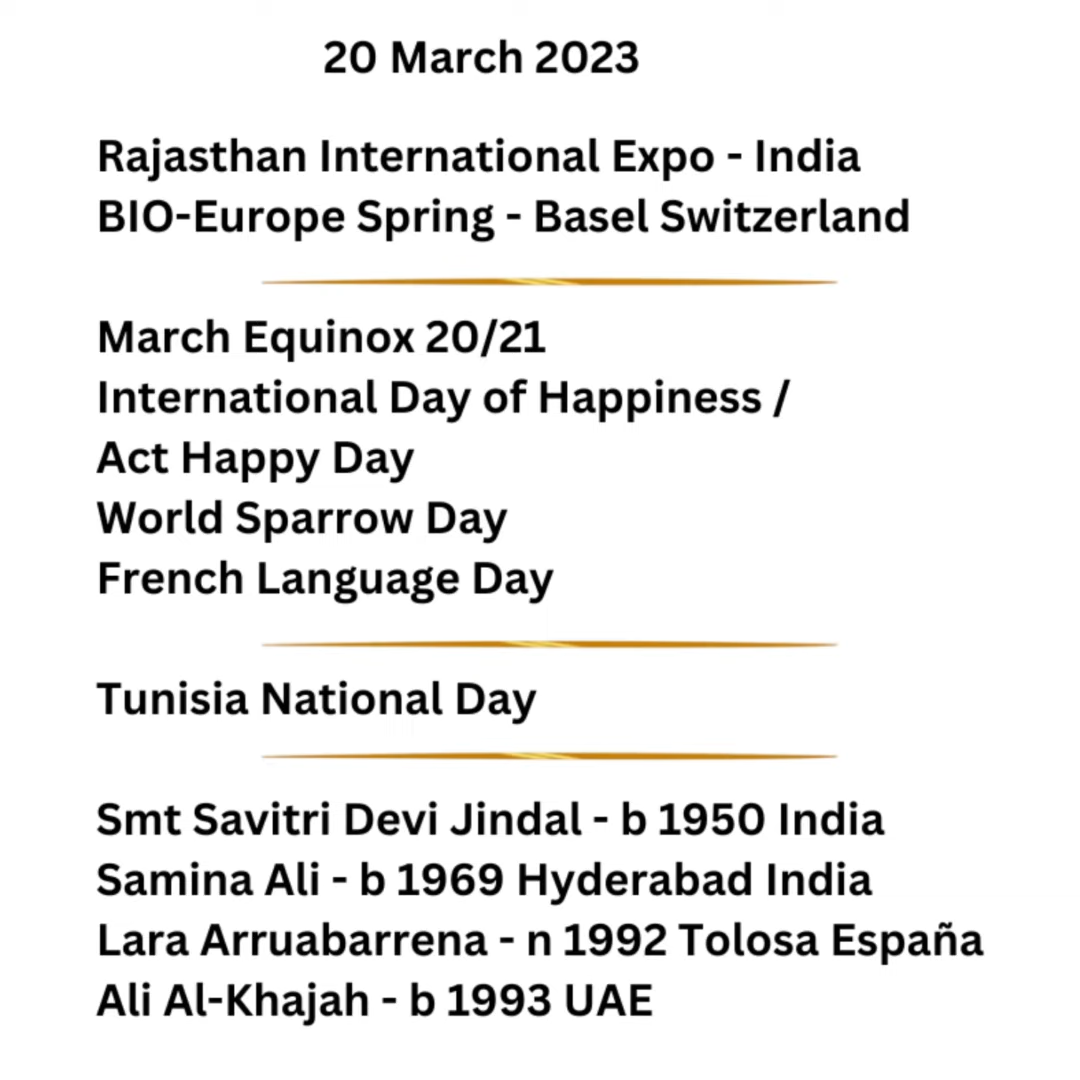 20 March 2023
Rajasthan International Expo - India
BIO-Europe Spring - Basel Switzerland
March Equinox 20/21
International Day of Happiness /
Act Happy Day
World Sparrow Day
French Language Day
Tunisia National Day
Smt Savitri Devi Jindal - b 1950 India
Samina Ali - b 1969 Hyderabad India
Lara Arruabarrena - n 1992 Tolosa España
Ali Al-Khajah - b 1993 UAE